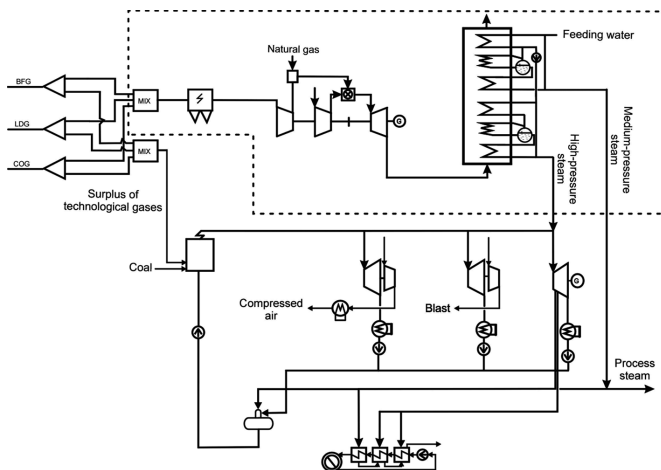 Natural gas
Feeding water
BFG
MIX
LDG
G
COG
MIX
High-pressure
steam
Medium-pressure
steam
Surplus of
technological gases
Coal
G
Compressed
air
Blast
Process
steam